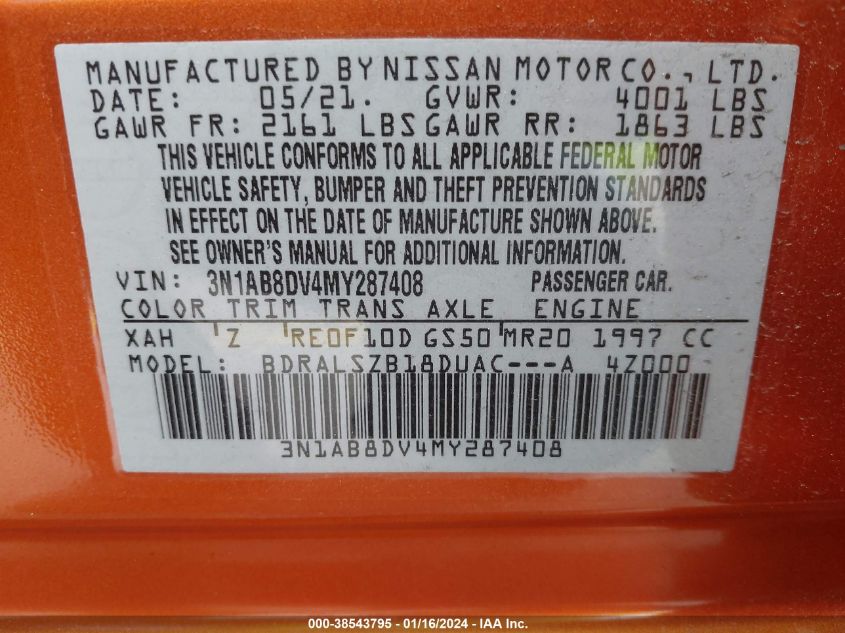 MANUFACTURED BY NISSAN MOTOR CO., LTD.
DATE: 05/21. GVWR: 4001 LBS
GAWR FR: 2161 LBS GAWR RR: 1863 LBS
THIS VEHICLE CONFORMS TO ALL APPLICABLE FEDERAL MOTOR
VEHICLE SAFETY, BUMPER AND THEFT PREVENTION STANDARDS
IN EFFECT ON THE DATE OF MANUFACTURE SHOWN ABOVE.
SEE OWNER'S MANUAL FOR ADDITIONAL INFORMATION.
VIN: 3N1AB8DV4MY287408 PASSENGER CAR.
COLOR TRIM TRANS AXLE ENGINE
XAH Z RE0F10D GS50 MR20 1997 CC
MODEL: BDRALSZB18DUAC---A 4Z000
3N1AB8DV4MY287408
000-38543795 - 01/16/2024 - IAA Inc.